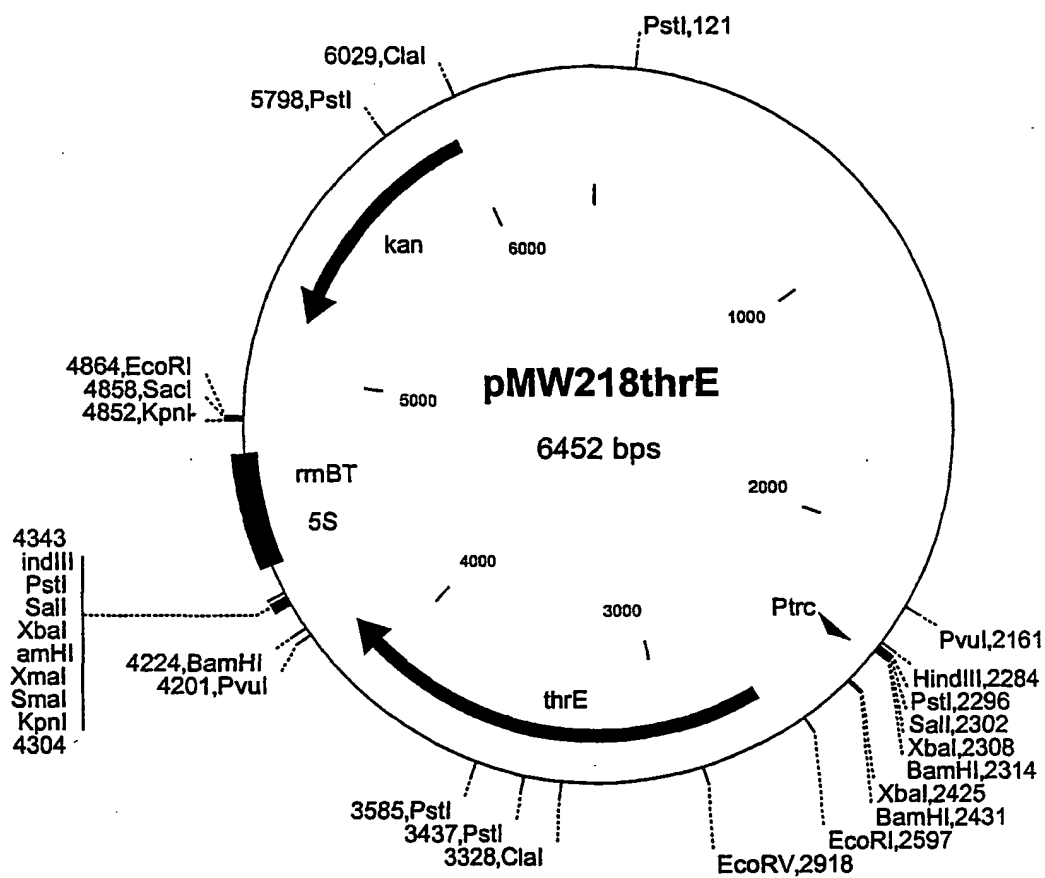 PstI,121
6029,ClaI
5798,PstI
kan
6000
1000
4864,EcoRI
4858,SacI
4852,KpnI
5000
pMW218thrE
6452 bps
rrnBT
5S
2000
4343
indIII
PstI
SalI
XbaI
amHI
XmaI
SmaI
KpnI
4304
4000
3000
Ptrc
PvuI,2161
4224,BamHI
4201,PvuI
HindIII,2284
PstI,2296
SalI,2302
XbaI,2308
BamHI,2314
thrE
XbaI,2425
BamHI,2431
EcoRI,2597
3585,PstI
3437,PstI
3328,ClaI
EcoRV,2918